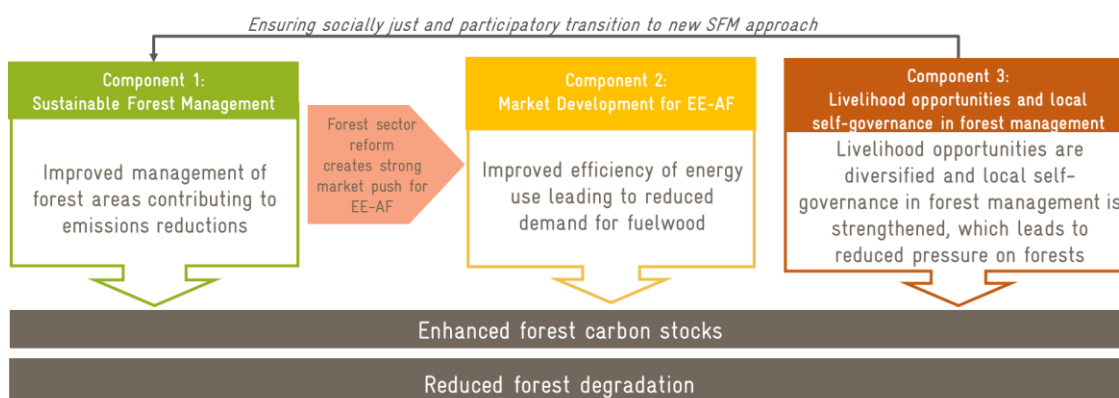 Ensuring socially just and participatory transition to new SFM approach
Component 1:
Sustainable Forest Management
Improved management of
forest areas contributing to
emissions reductions
Forest sector
reform
creates strong
market push for
EE-AF
Component 2:
Market Development for EE-AF
Improved efficiency of energy
use leading to reduced
demand for fuelwood
Component 3:
Livelihood opportunities and local
self-governance in forest management
Livelihood opportunities are
diversified and local self-
governance in forest management is
strengthened, which leads to
reduced pressure on forests
Enhanced forest carbon stocks
Reduced forest degradation